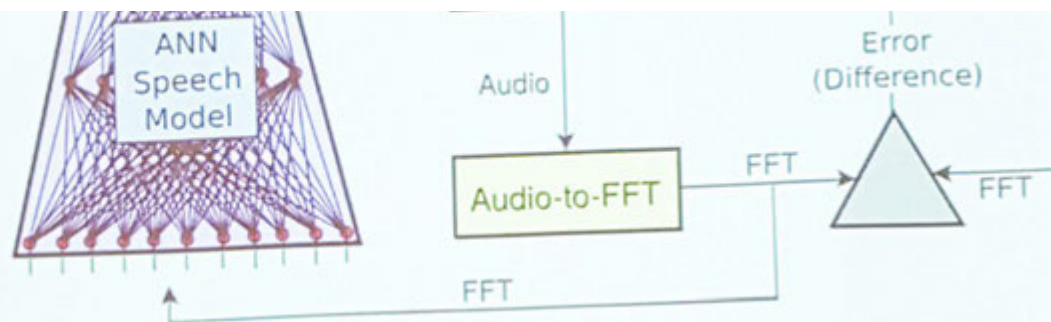 ANN
Speech
Model
Audio
Audio-to-FFT
FFT
Error
(Difference)
FFT
FFT